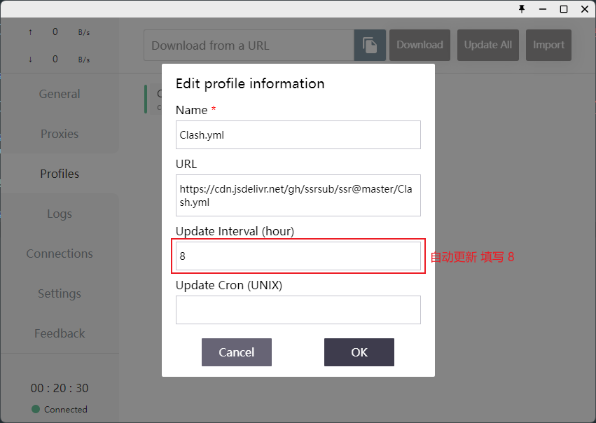 ↑ 0 B/s
↓ 0 B/s
Download from a URL
Download
Update All
Import
General
Proxies
Profiles
Logs
Connections
Settings
Feedback
00 : 20 : 30
Connected
Edit profile information
Name *
Clash.yml
URL
https://cdn.jsdelivr.net/gh/ssrsub/ssr@master/Cla
sh.yml
Update Interval (hour)
8
自动更新 填写 8
Update Cron (UNIX)
Cancel
OK